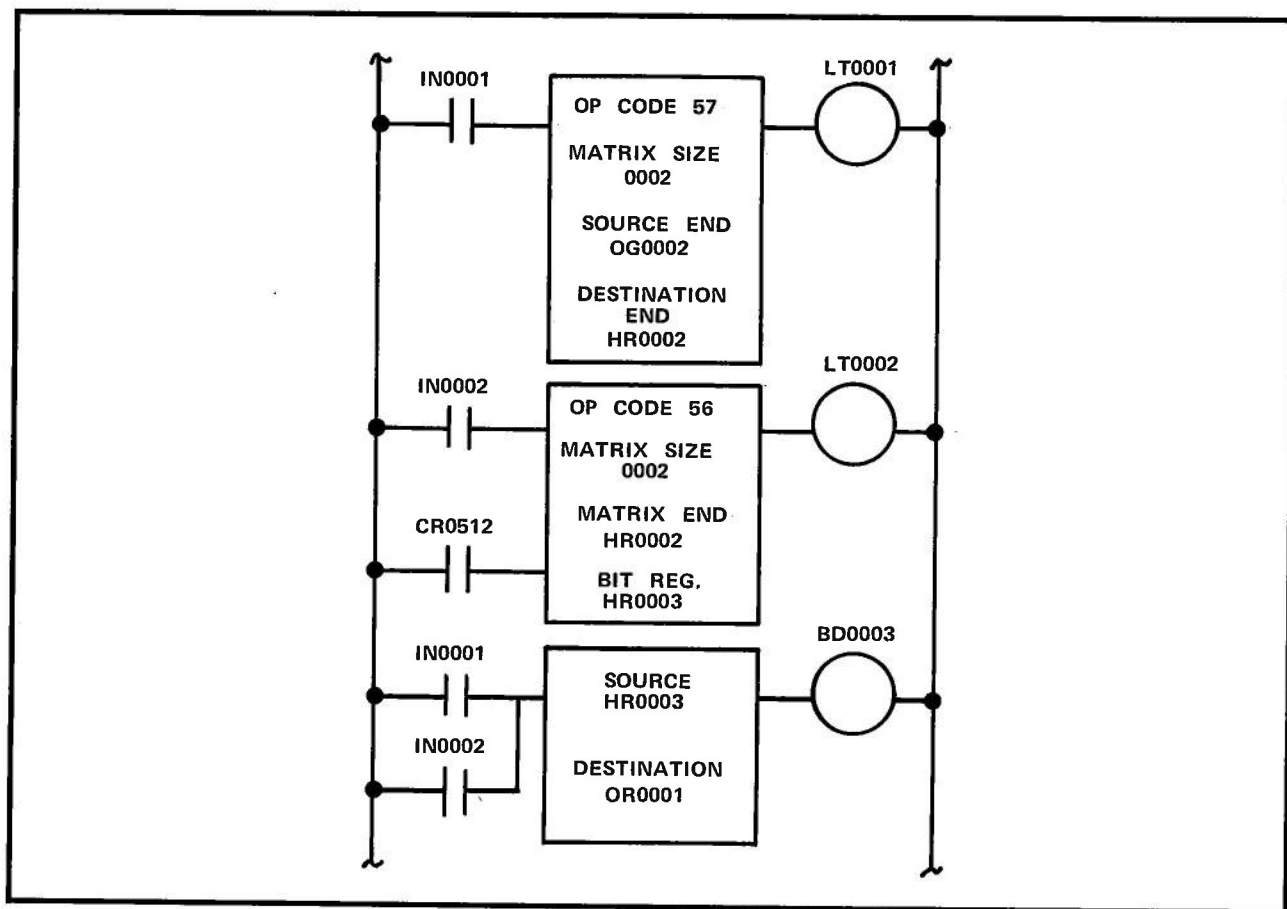 IN0001
OP CODE 57
MATRIX SIZE
0002
SOURCE END
OG0002
DESTINATION
END
HR0002
LT0001
IN0002
CR0512
OP CODE 56
MATRIX SIZE
0002
MATRIX END
HR0002
BIT REG.
HR0003
LT0002
IN0001
IN0002
SOURCE
HR0003
DESTINATION
OR0001
BD0003